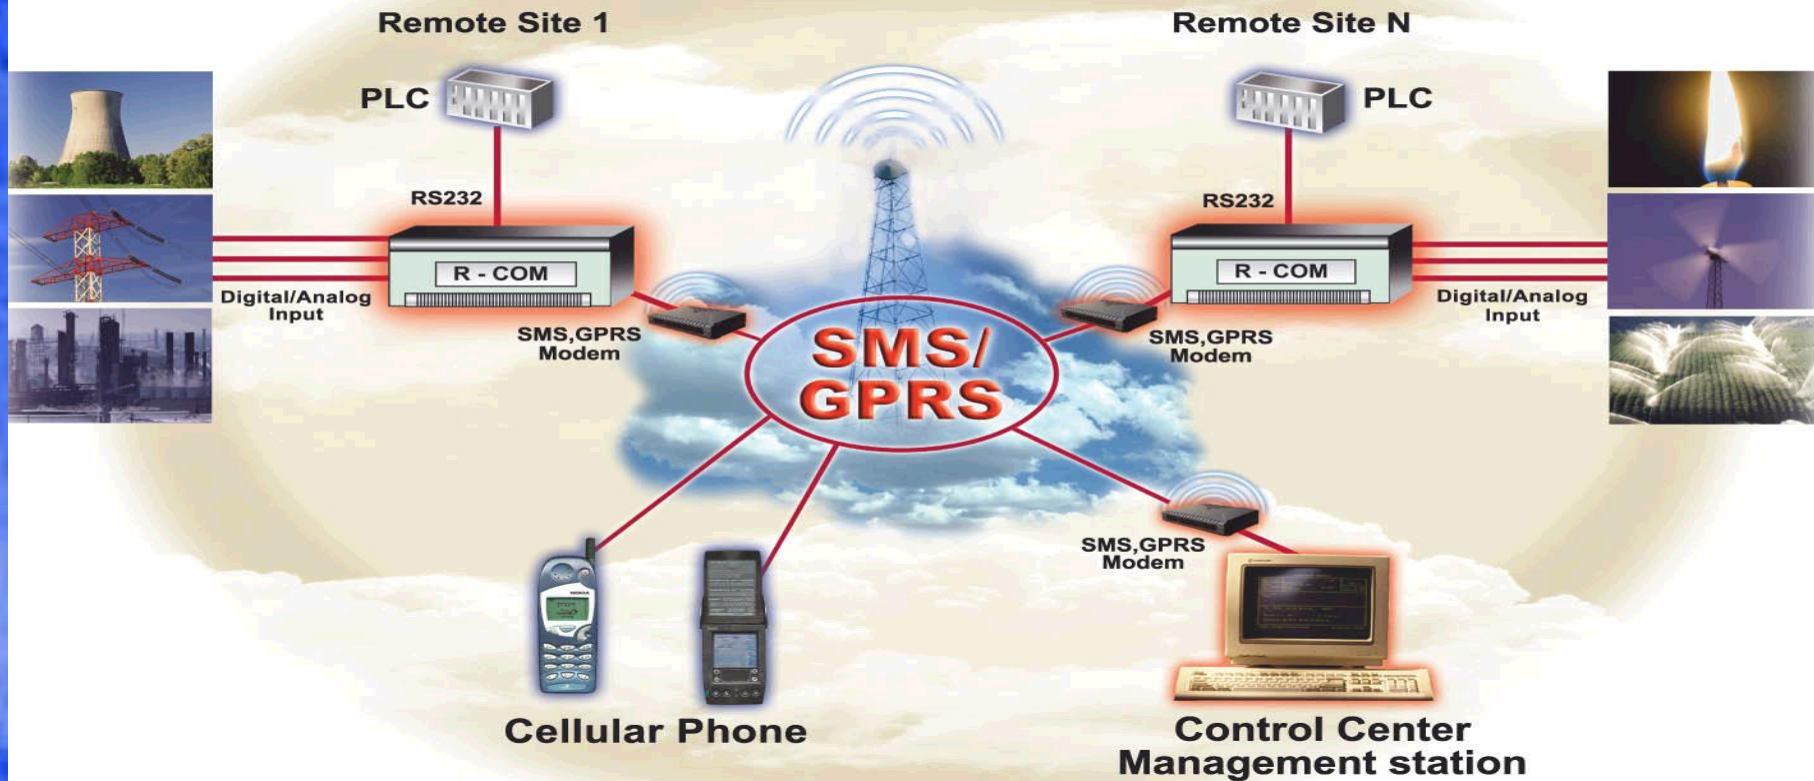 Remote Site 1
Remote Site N
PLC
PLC
RS232
RS232
R - COM
R - COM
Digital/Analog
Input
Digital/Analog
Input
SMS,GPRS
Modem
SMS,GPRS
Modem
SMS/
GPRS
SMS,GPRS
Modem
NOKIA
Cellular Phone
Control Center
Management station